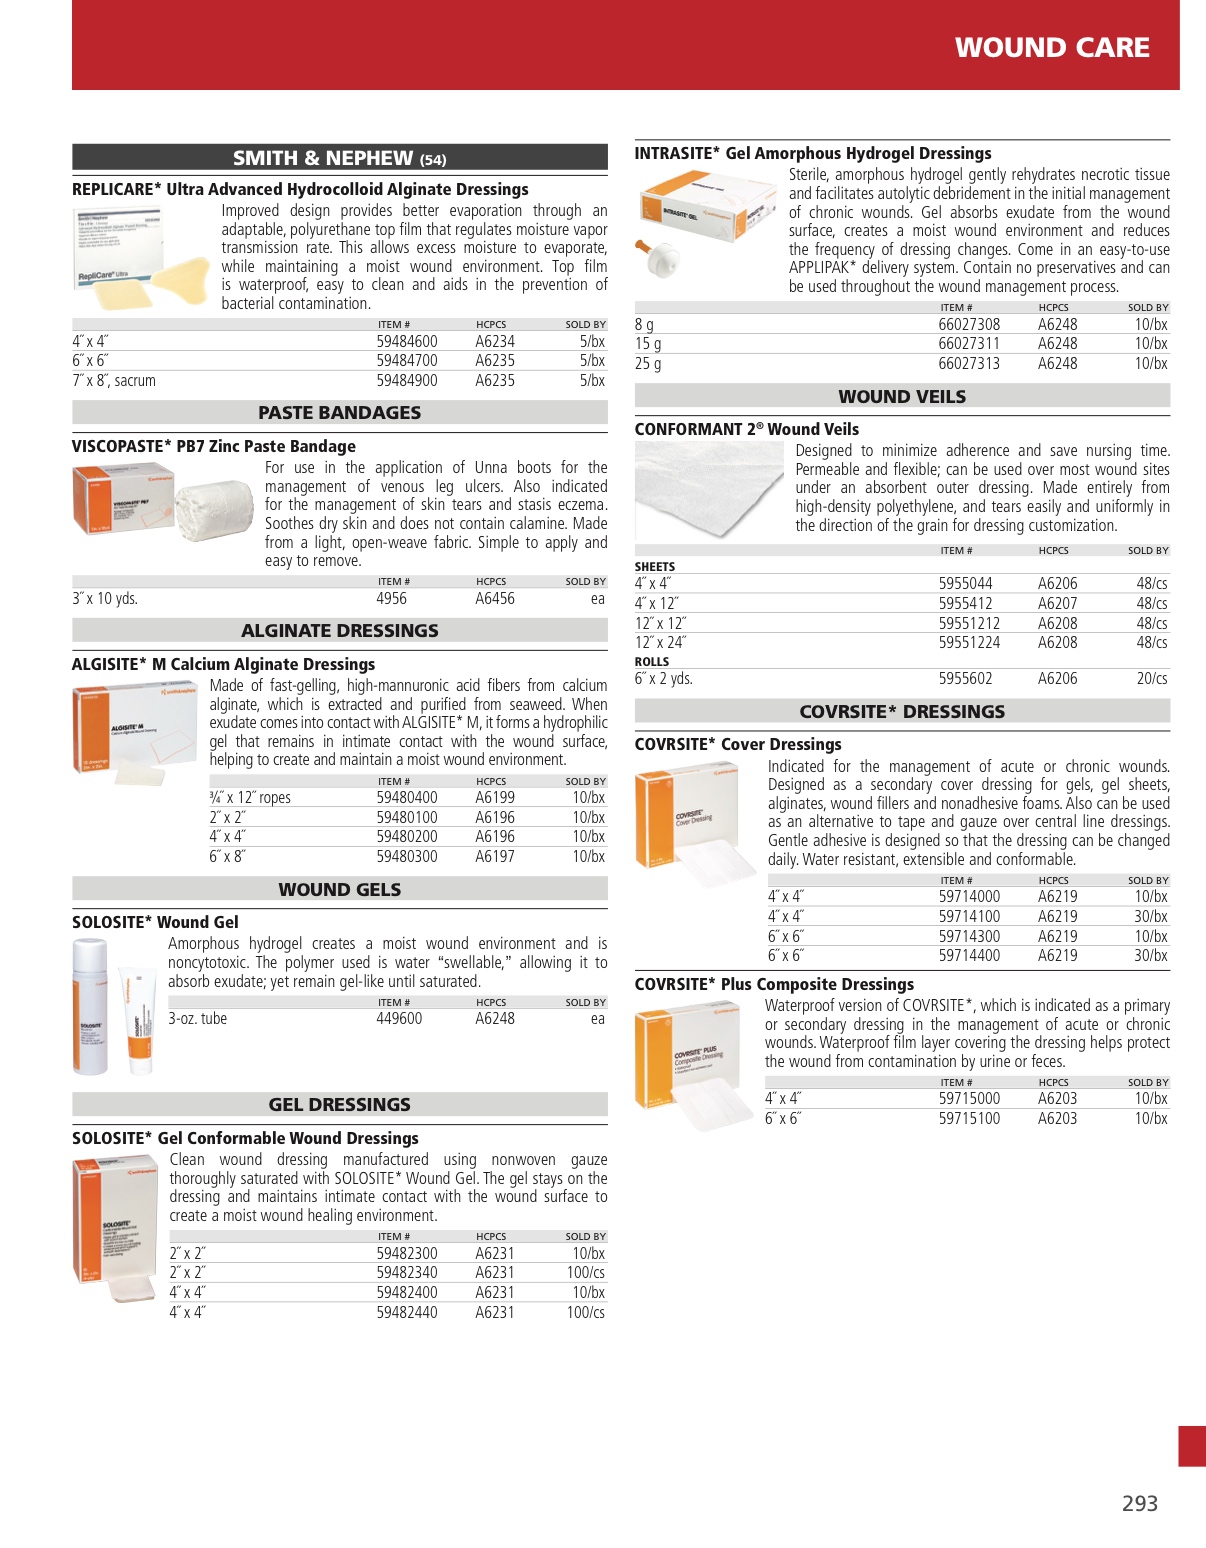 WOUND CARE
SMITH & NEPHEW (54)
REPLICARE* Ultra Advanced Hydrocolloid Alginate Dressings
Improved design provides better evaporation through an
adaptable, polyurethane top film that regulates moisture vapor
transmission rate. This allows excess moisture to evaporate,
while maintaining a moist wound environment. Top film
is waterproof, easy to clean and aids in the prevention of
bacterial contamination.
RepliCare* Ultra
ITEM # HCPCS SOLD BY
4˝ x 4˝ 59484600 A6234 5/bx
6˝ x 6˝ 59484700 A6235 5/bx
7˝ x 8˝, sacrum 59484900 A6235 5/bx
PASTE BANDAGES
VISCOPASTE* PB7 Zinc Paste Bandage
For use in the application of Unna boots for the
management of venous leg ulcers. Also indicated
for the management of skin tears and stasis eczema.
Soothes dry skin and does not contain calamine. Made
from a light, open-weave fabric. Simple to apply and
easy to remove.
VISCOPASTE* PB7
ITEM # HCPCS SOLD BY
3˝ x 10 yds. 4956 A6456 ea
ALGINATE DRESSINGS
ALGISITE* M Calcium Alginate Dressings
Made of fast-gelling, high-mannuronic acid fibers from calcium
alginate, which is extracted and purified from seaweed. When
exudate comes into contact with ALGISITE* M, it forms a hydrophilic
gel that remains in intimate contact with the wound surface,
helping to create and maintain a moist wound environment.
ALGISITE* M
ITEM # HCPCS SOLD BY
¾˝ x 12˝ ropes 59480400 A6199 10/bx
2˝ x 2˝ 59480100 A6196 10/bx
4˝ x 4˝ 59480200 A6196 10/bx
6˝ x 8˝ 59480300 A6197 10/bx
WOUND GELS
SOLOSITE* Wound Gel
Amorphous hydrogel creates a moist wound environment and is
noncytotoxic. The polymer used is water “swellable,” allowing it to
absorb exudate; yet remain gel-like until saturated.
SOLOSITE*
SOLOSITE*
ITEM # HCPCS SOLD BY
3-oz. tube 449600 A6248 ea
GEL DRESSINGS
SOLOSITE* Gel Conformable Wound Dressings
Clean wound dressing manufactured using nonwoven gauze
thoroughly saturated with SOLOSITE* Wound Gel. The gel stays on the
dressing and maintains intimate contact with the wound surface to
create a moist wound healing environment.
SOLOSITE*
ITEM # HCPCS SOLD BY
2˝ x 2˝ 59482300 A6231 10/bx
2˝ x 2˝ 59482340 A6231 100/cs
4˝ x 4˝ 59482400 A6231 10/bx
4˝ x 4˝ 59482440 A6231 100/cs
INTRASITE* Gel Amorphous Hydrogel Dressings
Sterile, amorphous hydrogel gently rehydrates necrotic tissue
and facilitates autolytic debridement in the initial management
of chronic wounds. Gel absorbs exudate from the wound
surface, creates a moist wound environment and reduces
the frequency of dressing changes. Come in an easy-to-use
APPLIPAK* delivery system. Contain no preservatives and can
be used throughout the wound management process.
INTRASITE* GEL
ITEM # HCPCS SOLD BY
8 g 66027308 A6248 10/bx
15 g 66027311 A6248 10/bx
25 g 66027313 A6248 10/bx
WOUND VEILS
CONFORMANT 2® Wound Veils
Designed to minimize adherence and save nursing time.
Permeable and flexible; can be used over most wound sites
under an absorbent outer dressing. Made entirely from
high-density polyethylene, and tears easily and uniformly in
the direction of the grain for dressing customization.
ITEM # HCPCS SOLD BY
SHEETS
4˝ x 4˝ 5955044 A6206 48/cs
4˝ x 12˝ 5955412 A6207 48/cs
12˝ x 12˝ 59551212 A6208 48/cs
12˝ x 24˝ 59551224 A6208 48/cs
ROLLS
6˝ x 2 yds. 5955602 A6206 20/cs
COVRSITE* DRESSINGS
COVRSITE* Cover Dressings
Indicated for the management of acute or chronic wounds.
Designed as a secondary cover dressing for gels, gel sheets,
alginates, wound fillers and nonadhesive foams. Also can be used
as an alternative to tape and gauze over central line dressings.
Gentle adhesive is designed so that the dressing can be changed
daily. Water resistant, extensible and conformable.
COVRSITE*
Cover Dressing
ITEM # HCPCS SOLD BY
4˝ x 4˝ 59714000 A6219 10/bx
4˝ x 4˝ 59714100 A6219 30/bx
6˝ x 6˝ 59714300 A6219 10/bx
6˝ x 6˝ 59714400 A6219 30/bx
COVRSITE* Plus Composite Dressings
Waterproof version of COVRSITE*, which is indicated as a primary
or secondary dressing in the management of acute or chronic
wounds. Waterproof film layer covering the dressing helps protect
the wound from contamination by urine or feces.
COVRSITE* PLUS
Composite Dressing
ITEM # HCPCS SOLD BY
4˝ x 4˝ 59715000 A6203 10/bx
6˝ x 6˝ 59715100 A6203 10/bx
293